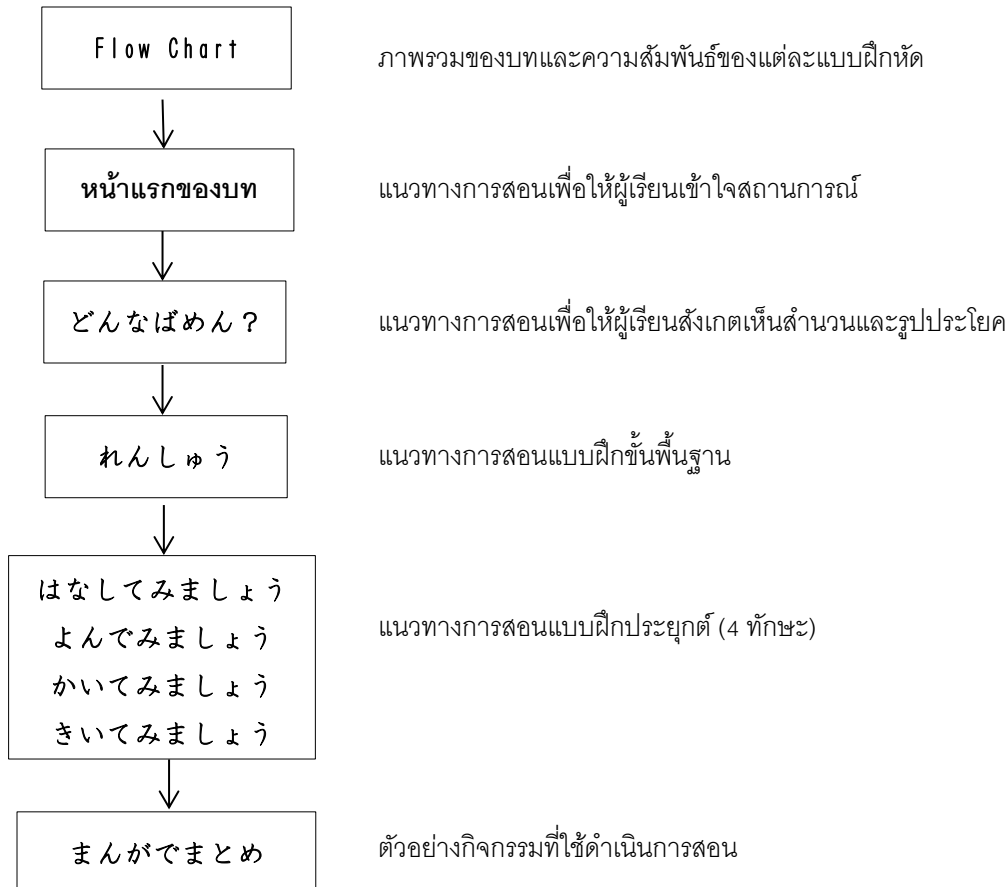 Flow Chart
ภาพรวมของบทและความสัมพันธ์ของแต่ละแบบฝึกหัด
หน้าแรกของบท
แนวทางการสอนเพื่อให้ผู้เรียนเข้าใจสถานการณ์
どんなばめん？
แนวทางการสอนเพื่อให้ผู้เรียนสังเกตเห็นสำนวนและรูปประโยค
れんしゅう
แนวทางการสอนแบบฝึกขั้นพื้นฐาน
はなしてみましょう
よんでみましょう
かいてみましょう
きいてみましょう
แนวทางการสอนแบบฝึกประยุกต์ (4 ทักษะ)
まんがでまとめ
ตัวอย่างกิจกรรมที่ใช้ดำเนินการสอน